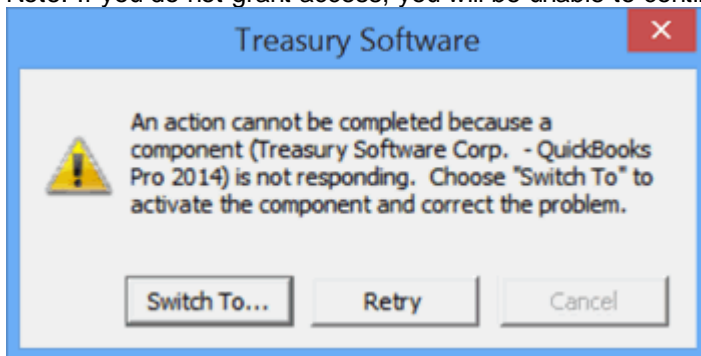 Note: If you do not grant access, you will be unable to conti
Treasury Software
An action cannot be completed because a
component (Treasury Software Corp.  - QuickBooks
Pro 2014) is not responding.  Choose "Switch To" to
activate the component and correct the problem.
Switch To...
Retry
Cancel